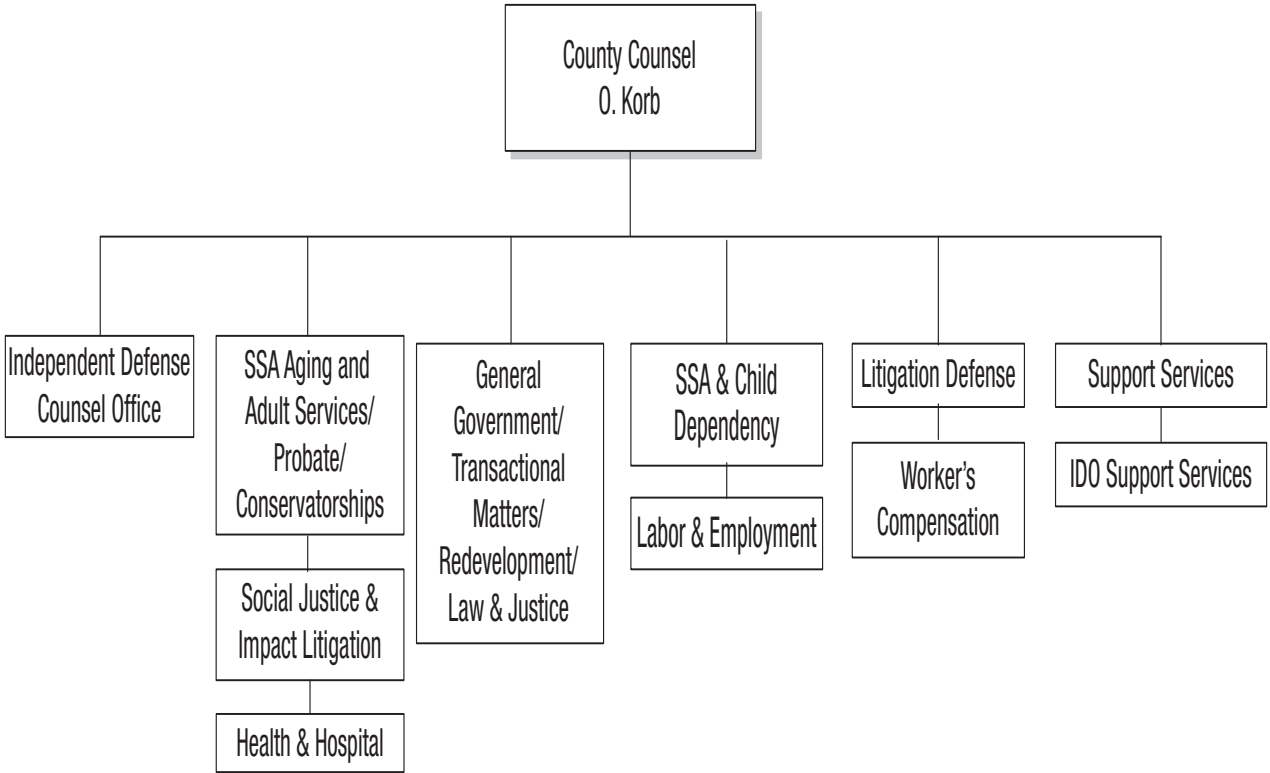 County Counsel
O. Korb
Independent Defense
Counsel Office
SSA Aging and
Adult Services/
Probate/
Conservatorships
Social Justice &
Impact Litigation
Health & Hospital
General
Government/
Transactional
Matters/
Redevelopment/
Law & Justice
SSA & Child
Dependency
Labor & Employment
Litigation Defense
Worker’s
Compensation
Support Services
IDO Support Services